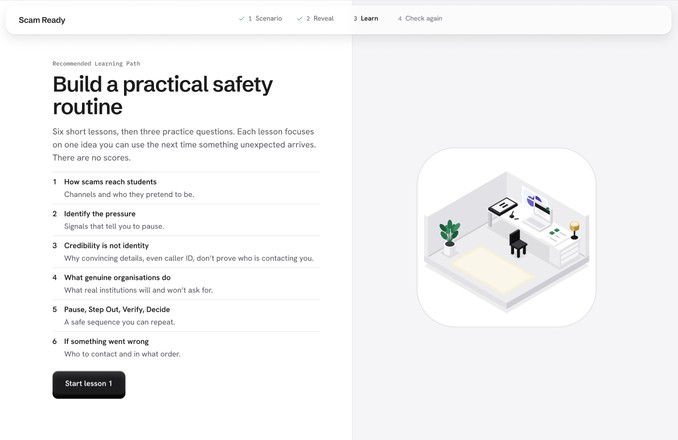 Scam Ready
1 Scenario
2 Reveal
3 Learn
4 Check again
Recommended Learning Path
Build a practical safety
routine
Six short lessons, then three practice questions. Each lesson focuses
on one idea you can use the next time something unexpected arrives.
There are no scores.
1 How scams reach students
Channels and who they pretend to be.
2 Identify the pressure
Signals that tell you to pause.
3 Credibility is not identity
Why convincing details, even caller ID, don’t prove who is contacting you.
4 What genuine organisations do
What real institutions will and won’t ask for.
5 Pause, Step Out, Verify, Decide
A safe sequence you can repeat.
6 If something went wrong
Who to contact and in what order.
Start lesson 1